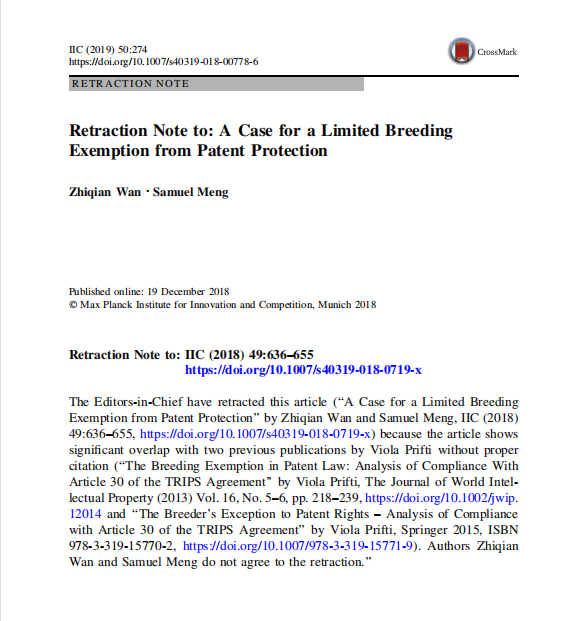 IIC (2019) 50:274
https://doi.org/10.1007/s40319-018-00778-6
CrossMark
RETRACTION NOTE
Retraction Note to: A Case for a Limited Breeding
Exemption from Patent Protection
Zhiqian Wan · Samuel Meng
Published online: 19 December 2018
© Max Planck Institute for Innovation and Competition, Munich 2018
Retraction Note to: IIC (2018) 49:636–655
https://doi.org/10.1007/s40319-018-0719-x
The Editors-in-Chief have retracted this article (“A Case for a Limited Breeding
Exemption from Patent Protection” by Zhiqian Wan and Samuel Meng, IIC (2018)
49:636–655, https://doi.org/10.1007/s40319-018-0719-x) because the article shows
significant overlap with two previous publications by Viola Prifti without proper
citation (“The Breeding Exemption in Patent Law: Analysis of Compliance With
Article 30 of the TRIPS Agreement” by Viola Prifti, The Journal of World Intel-
lectual Property (2013) Vol. 16, No. 5–6, pp. 218–239, https://doi.org/10.1002/jwip.
12014 and “The Breeder’s Exception to Patent Rights – Analysis of Compliance
with Article 30 of the TRIPS Agreement” by Viola Prifti, Springer 2015, ISBN
978-3-319-15770-2, https://doi.org/10.1007/978-3-319-15771-9). Authors Zhiqian
Wan and Samuel Meng do not agree to the retraction.”